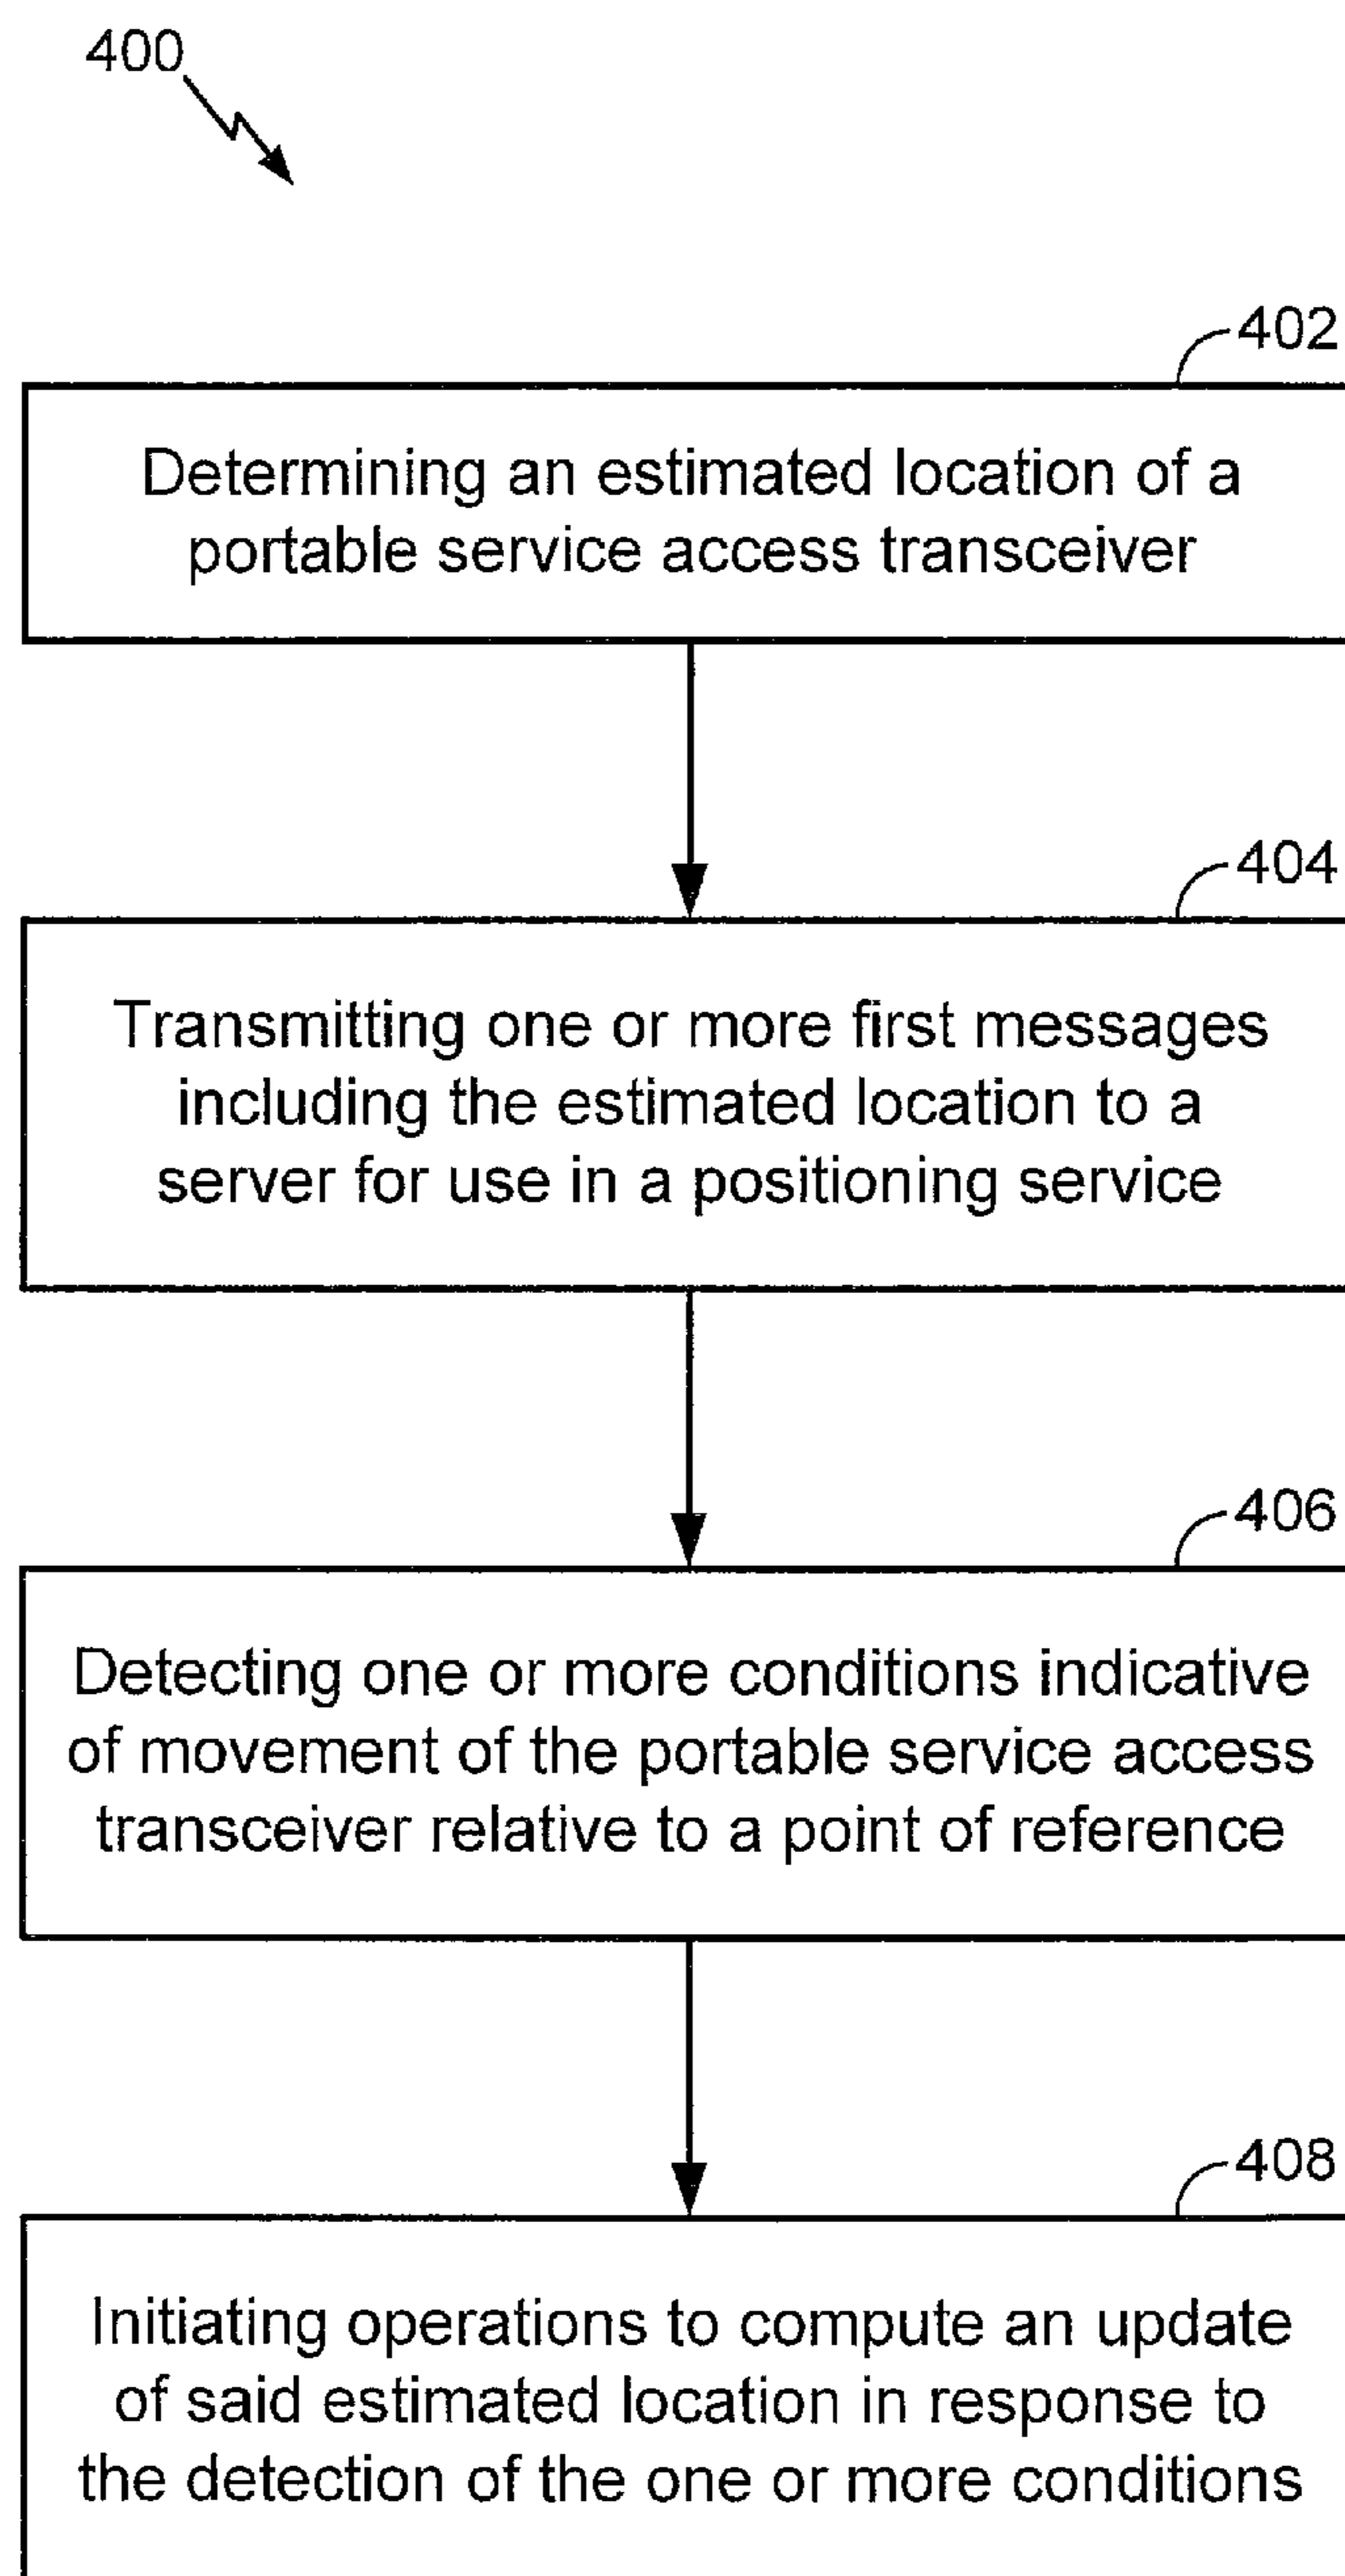 400
402
Determining an estimated location of a
portable service access transceiver
404
Transmitting one or more first messages
including the estimated location to a
server for use in a positioning service
406
Detecting one or more conditions indicative
of movement of the portable service access
transceiver relative to a point of reference
408
Initiating operations to compute an update
of said estimated location in response to
the detection of the one or more conditions